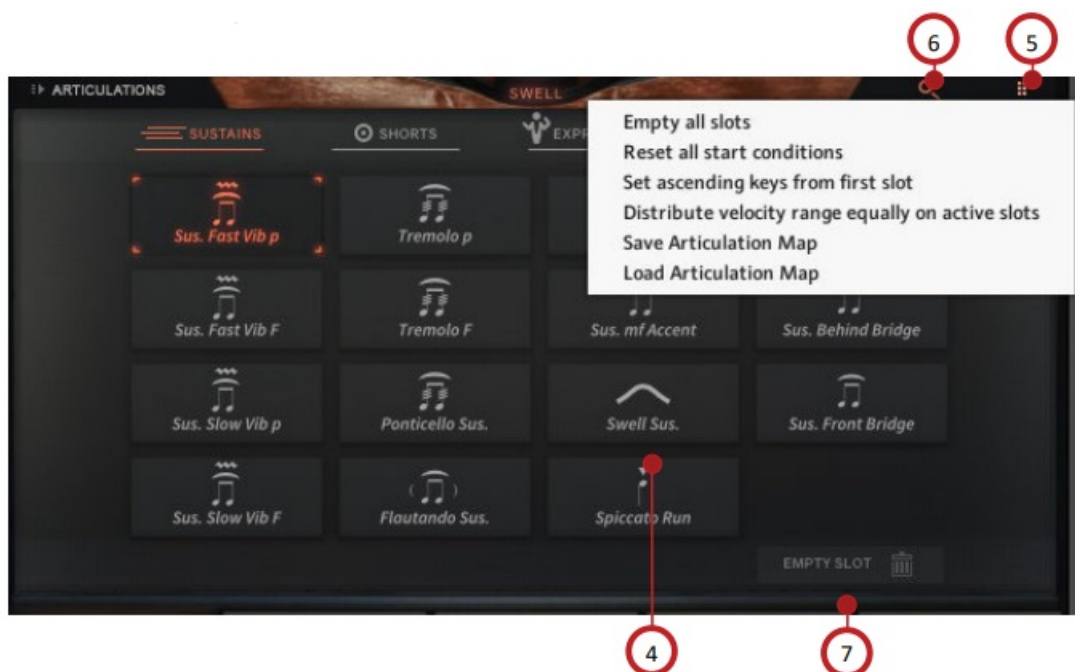 6 5
ARTICULATIONS SWELL
SUSTAINS SHORTS
Empty all slots
Reset all start conditions
Set ascending keys from first slot
Distribute velocity range equally on active slots
Save Articulation Map
Load Articulation Map
Sus. Fast Vib p Tremolo p
Sus. Fast Vib F Tremolo F Sus. mf Accent Sus. Behind Bridge
Sus. Slow Vib p Ponticello Sus. Swell Sus. Sus. Front Bridge
Sus. Slow Vib F Flautando Sus. Spiccato Run
EMPTY SLOT
4 7